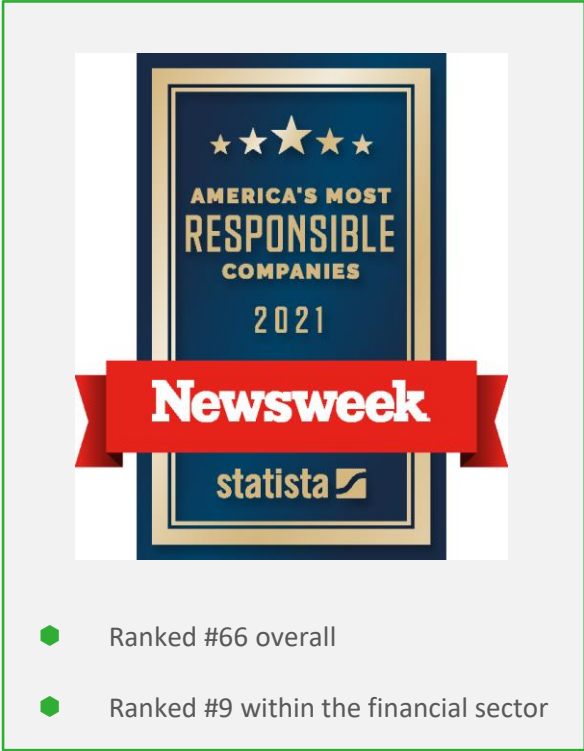 AMERICA'S MOST
RESPONSIBLE
COMPANIES
2021
Newsweek
statista
Ranked #66 overall
Ranked #9 within the financial sector